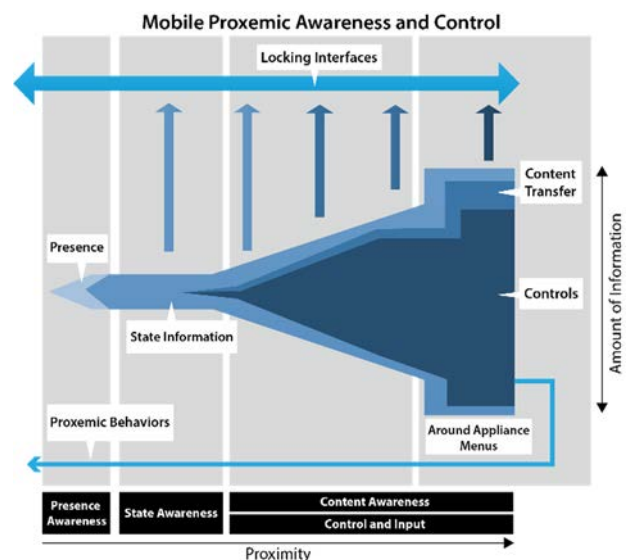 Mobile Proxemic Awareness and Control
Locking Interfaces
Content
Transfer
Presence
Controls
State Information
Amount of Information
Proxemic Behaviors
Around Appliance
Menus
Presence
Awareness
State Awareness
Content Awareness
Control and Input
Proximity